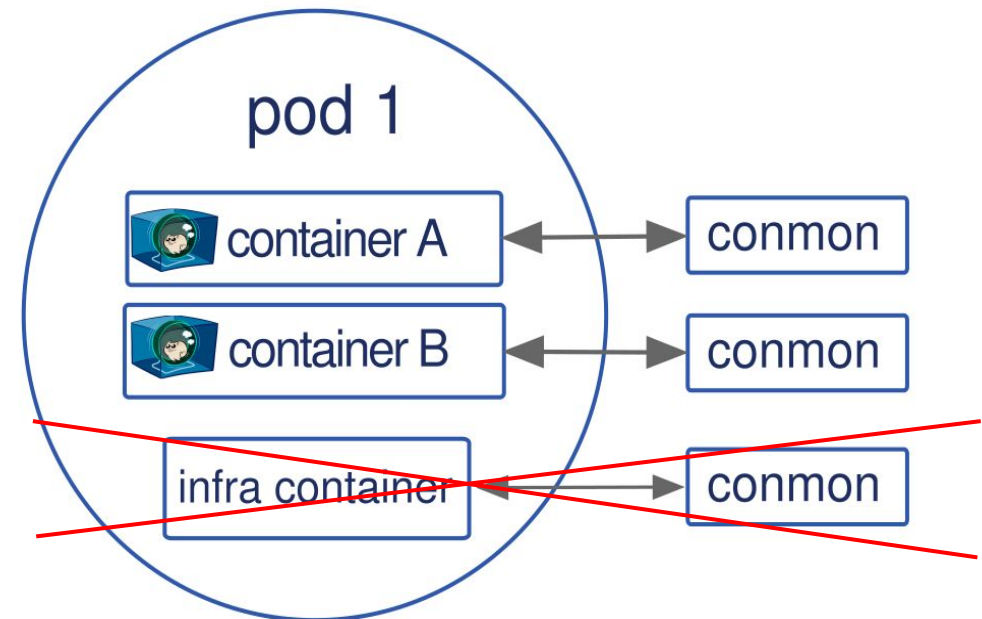 pod 1
container A
conmon
container B
conmon
infra container
conmon